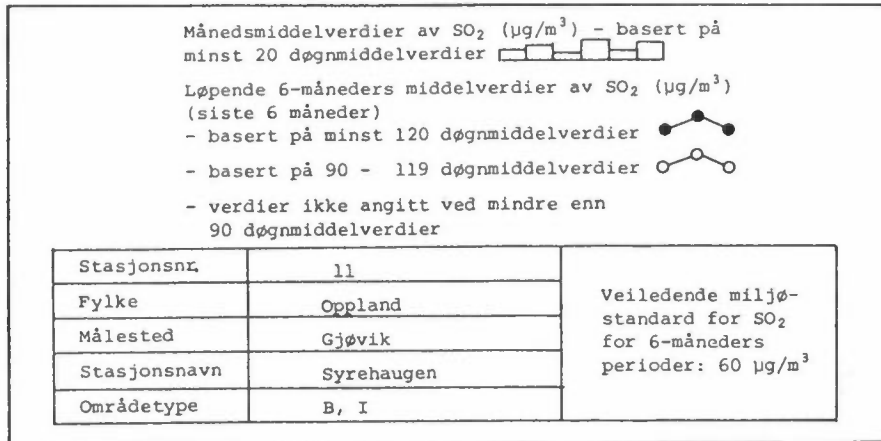 Månedsmiddelverdier av SO₂ (µg/m³) - basert på
minst 20 døgnmiddelverdier
Løpende 6-måneders middelverdier av SO₂ (µg/m³)
(siste 6 måneder)
- basert på minst 120 døgnmiddelverdier
- basert på 90 - 119 døgnmiddelverdier
- verdier ikke angitt ved mindre enn
90 døgnmiddelverdier
Stasjonsnr. 11
Fylke Oppland
Målested Gjøvik
Stasjonsnavn Syrehaugen
Områdetype B, I
Veiledende miljø-
standard for SO₂
for 6-måneders
perioder: 60 µg/m³